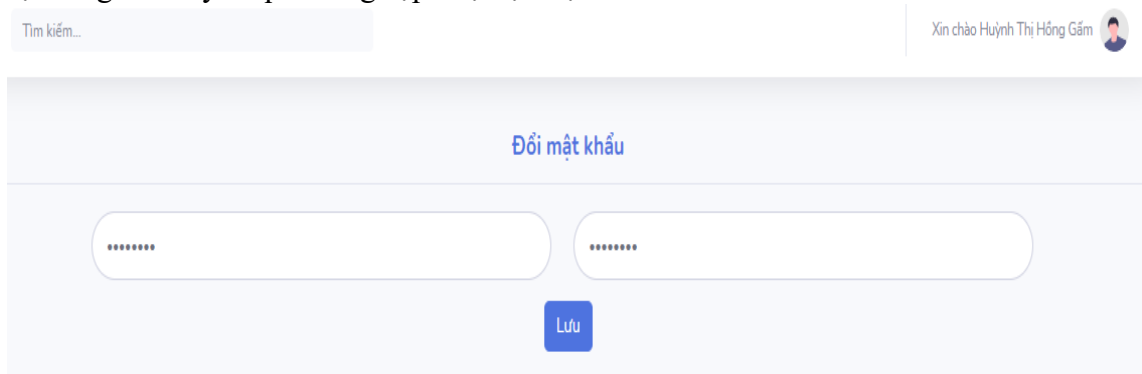 Tìm kiếm...
Xin chào Huỳnh Thị Hồng Gấm
Đổi mật khẩu
•••••••• ••••••••
Lưu